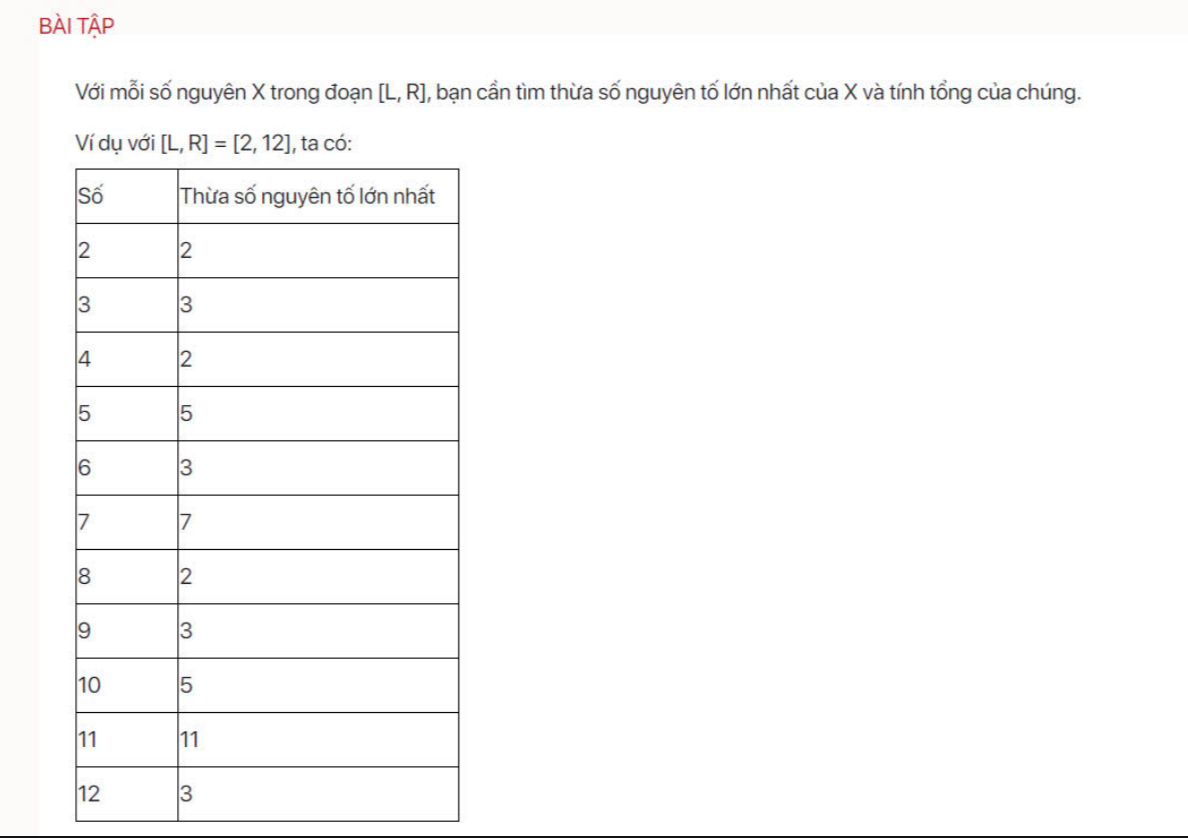 BÀI TẬP
Với mỗi số nguyên X trong đoạn [L, R], bạn cần tìm thừa số nguyên tố lớn nhất của X và tính tổng của chúng.
Ví dụ với [L, R] = [2, 12], ta có:
Số Thừa số nguyên tố lớn nhất
2 2
3 3
4 2
5 5
6 3
7 7
8 2
9 3
10 5
11 11
12 3